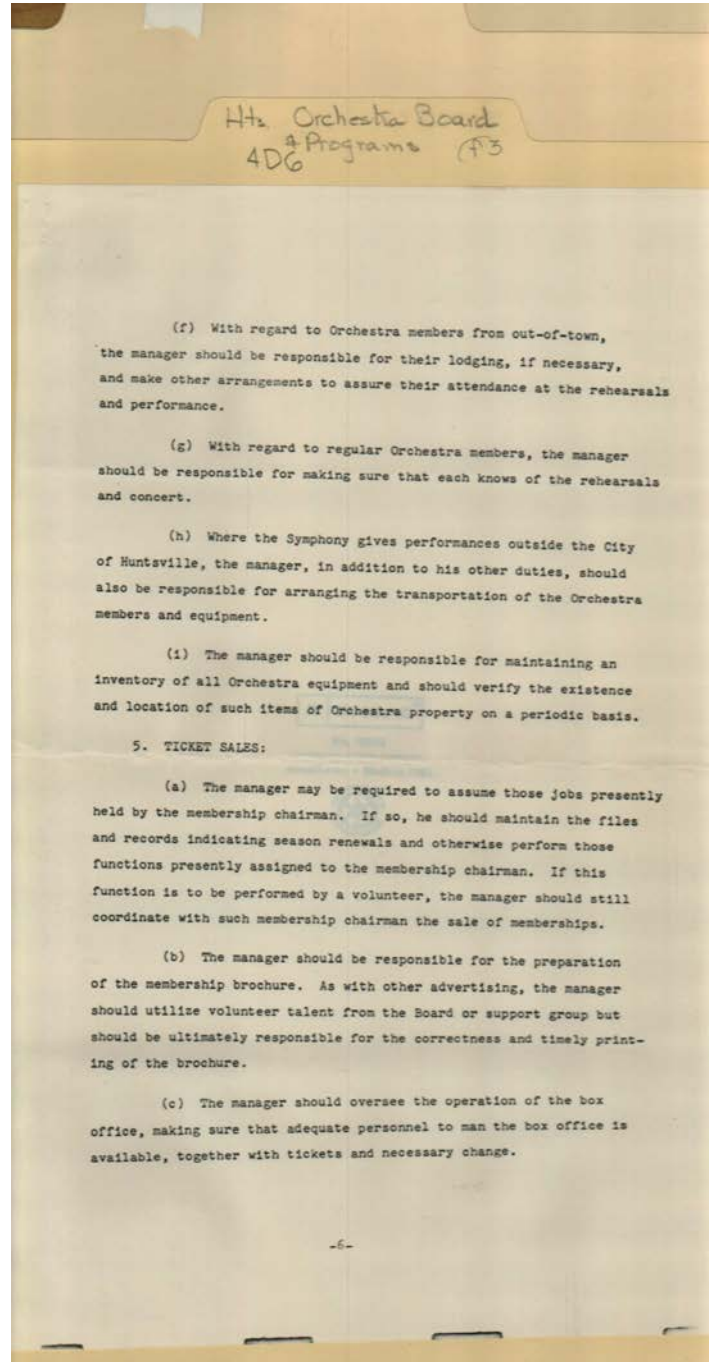 Hts. Orchestra Board
& Programs
4D6 f3
(f) With regard to Orchestra members from out-of-town,
the manager should be responsible for their lodging, if necessary,
and make other arrangements to assure their attendance at the rehearsals
and performance.
(g) With regard to regular Orchestra members, the manager
should be responsible for making sure that each knows of the rehearsals
and concert.
(h) Where the Symphony gives performances outside the City
of Huntsville, the manager, in addition to his other duties, should
also be responsible for arranging the transportation of the Orchestra
members and equipment.
(i) The manager should be responsible for maintaining an
inventory of all Orchestra equipment and should verify the existence
and location of such items of Orchestra property on a periodic basis.
5. TICKET SALES:
(a) The manager may be required to assume those jobs presently
held by the membership chairman. If so, he should maintain the files
and records indicating season renewals and otherwise perform those
functions presently assigned to the membership chairman. If this
function is to be performed by a volunteer, the manager should still
coordinate with such membership chairman the sale of memberships.
(b) The manager should be responsible for the preparation
of the membership brochure. As with other advertising, the manager
should utilize volunteer talent from the Board or support group but
should be ultimately responsible for the correctness and timely print-
ing of the brochure.
(c) The manager should oversee the operation of the box
office, making sure that adequate personnel to man the box office is
available, together with tickets and necessary change.
-6-